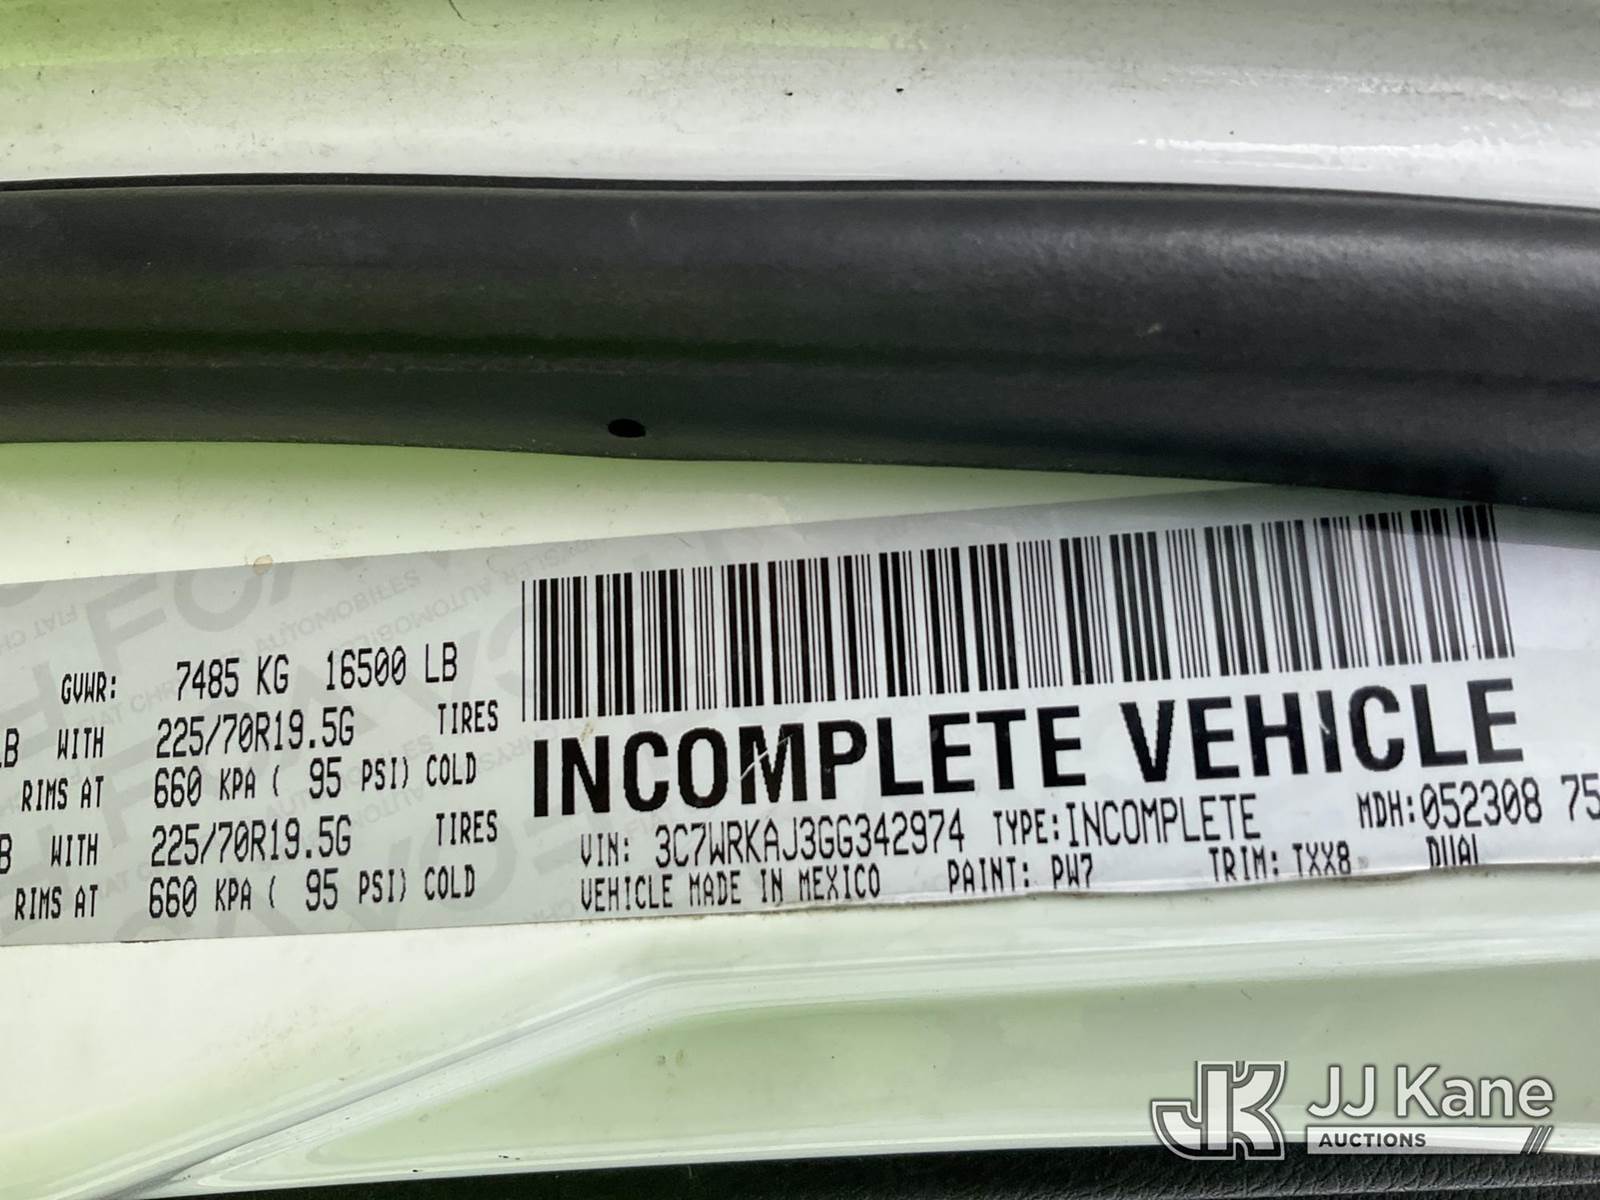 GVWR: 7485 KG 16500 LB
LB WITH 225/70R19.5G TIRES
RIMS AT 660 KPA ( 95 PSI) COLD
WITH 225/70R19.5G TIRES
RIMS AT 660 KPA ( 95 PSI) COLD
INCOMPLETE VEHICLE
VIN: 3C7WRKAJ3GG342974 TYPE:INCOMPLETE MDH:052308 75
VEHICLE MADE IN MEXICO PAINT: PW7 TRIM: TXX8 DUAL
JK JJ Kane
AUCTIONS